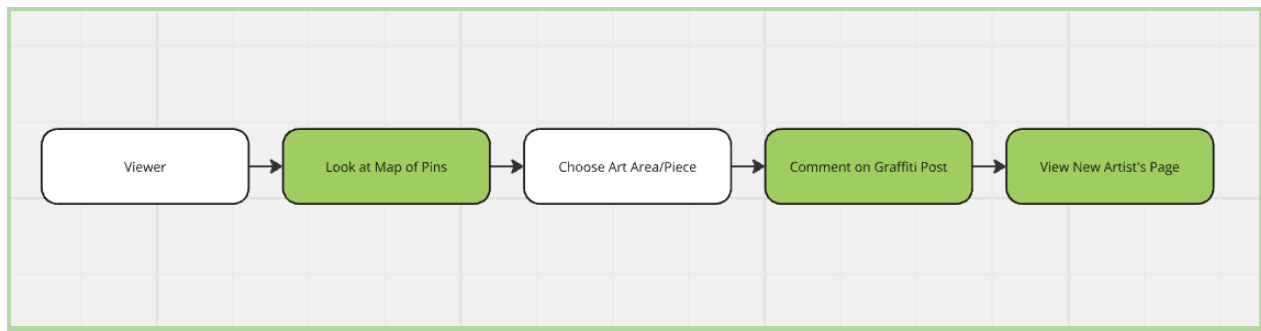 Viewer
Look at Map of Pins
Choose Art Area/Piece
Comment on Graffiti Post
View New Artist's Page